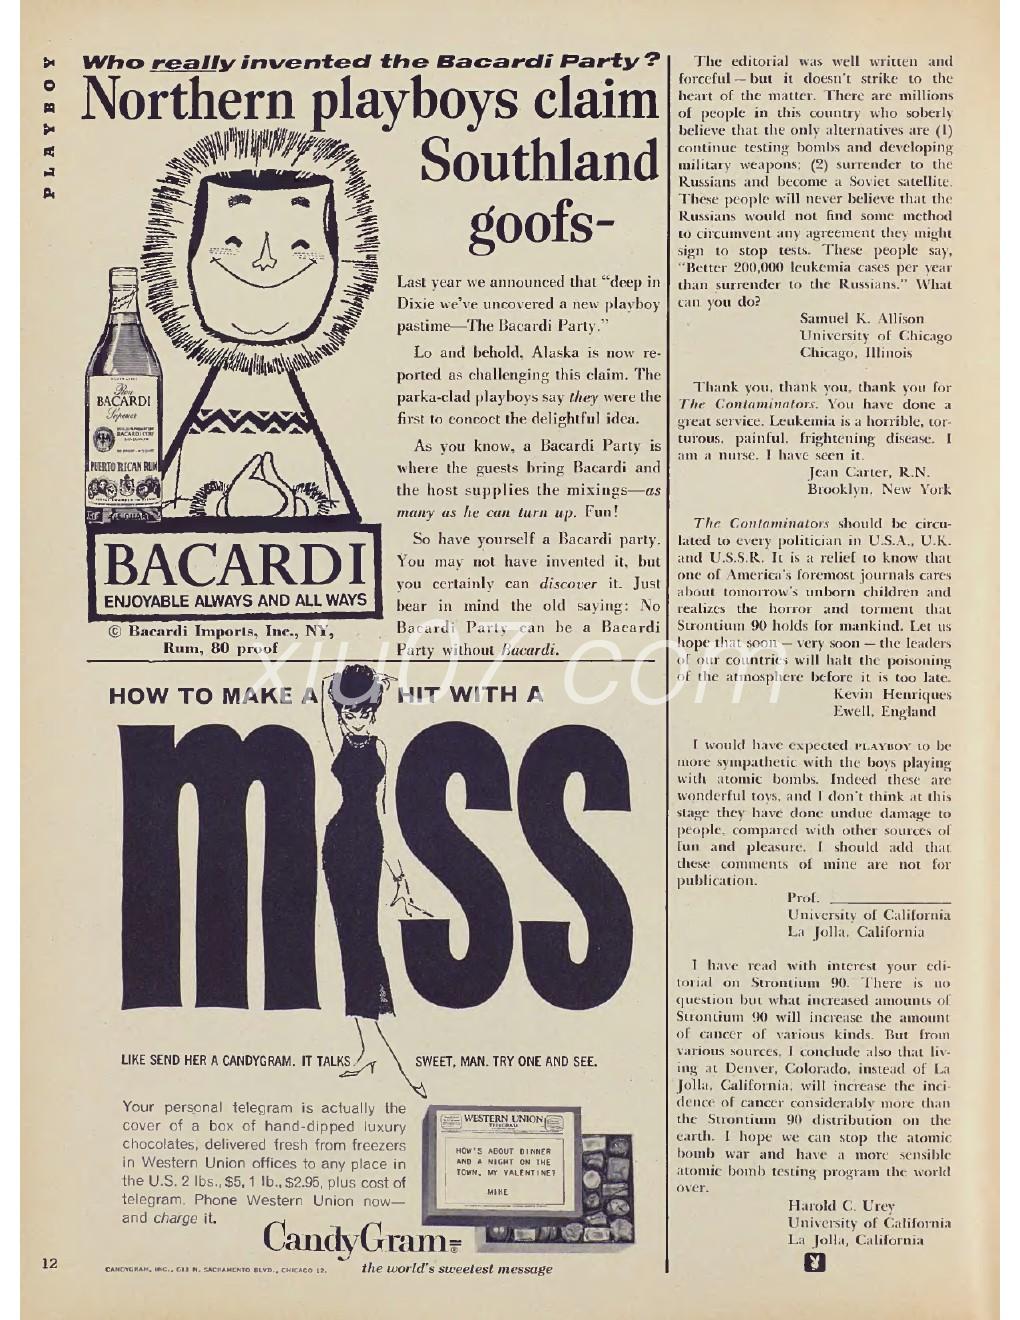 PLAYBOY
Who really invented the Bacardi Party?
Northern playboys claim
Southland
goofs-
Last year we announced that "deep in
Dixie we've uncovered a new playboy
pastime—The Bacardi Party."
Lo and behold, Alaska is now re-
ported as challenging this claim. The
parka-clad playboys say they were the
first to concoct the delightful idea.
As you know, a Bacardi Party is
where the guests bring Bacardi and
the host supplies the mixings—as
many as he can turn up. Fun!
So have yourself a Bacardi party.
You may not have invented it, but
you certainly can discover it. Just
bear in mind the old saying: No
Bacardi Party can be a Bacardi
Party without Bacardi.
Ron
BACARDI
Superior
PUERTO RICAN RUM
BACARDI
ENJOYABLE ALWAYS AND ALL WAYS
© Bacardi Imports, Inc., NY,
Rum, 80 proof
HOW TO MAKE A HIT WITH A
miss
LIKE SEND HER A CANDYGRAM. IT TALKS SWEET, MAN. TRY ONE AND SEE.
Your personal telegram is actually the
cover of a box of hand-dipped luxury
chocolates, delivered fresh from freezers
in Western Union offices to any place in
the U.S. 2 lbs., $5, 1 lb., $2.95, plus cost of
telegram. Phone Western Union now—
and charge it.
WESTERN UNION
TELEGRAM
HOW'S ABOUT DINNER
AND A NIGHT ON THE
TOWN, MY VALENTINE?
MIKE
CandyGram®
the world's sweetest message
CANDYGRAM, INC., 613 N. SACRAMENTO BLVD., CHICAGO 12.
12
The editorial was well written and
forceful — but it doesn't strike to the
heart of the matter. There are millions
of people in this country who soberly
believe that the only alternatives are (1)
continue testing bombs and developing
military weapons; (2) surrender to the
Russians and become a Soviet satellite.
These people will never believe that the
Russians would not find some method
to circumvent any agreement they might
sign to stop tests. These people say,
"Better 200,000 leukemia cases per year
than surrender to the Russians." What
can you do?
Samuel K. Allison
University of Chicago
Chicago, Illinois
Thank you, thank you, thank you for
The Contaminators. You have done a
great service. Leukemia is a horrible, tor-
turous, painful, frightening disease. I
am a nurse. I have seen it.
Jean Carter, R.N.
Brooklyn, New York
The Contaminators should be circu-
lated to every politician in U.S.A., U.K.
and U.S.S.R. It is a relief to know that
one of America's foremost journals cares
about tomorrow's unborn children and
realizes the horror and torment that
Strontium 90 holds for mankind. Let us
hope that soon — very soon — the leaders
of our countries will halt the poisoning
of the atmosphere before it is too late.
Kevin Henriques
Ewell, England
I would have expected PLAYBOY to be
more sympathetic with the boys playing
with atomic bombs. Indeed these are
wonderful toys, and I don't think at this
stage they have done undue damage to
people, compared with other sources of
fun and pleasure. I should add that
these comments of mine are not for
publication.
Prof. ____________
University of California
La Jolla, California
I have read with interest your edi-
torial on Strontium 90. There is no
question but what increased amounts of
Strontium 90 will increase the amount
of cancer of various kinds. But from
various sources, I conclude also that liv-
ing at Denver, Colorado, instead of La
Jolla, California, will increase the inci-
dence of cancer considerably more than
the Strontium 90 distribution on the
earth. I hope we can stop the atomic
bomb war and have a more sensible
atomic bomb testing program the world
over.
Harold C. Urey
University of California
La Jolla, California
xiu07.com